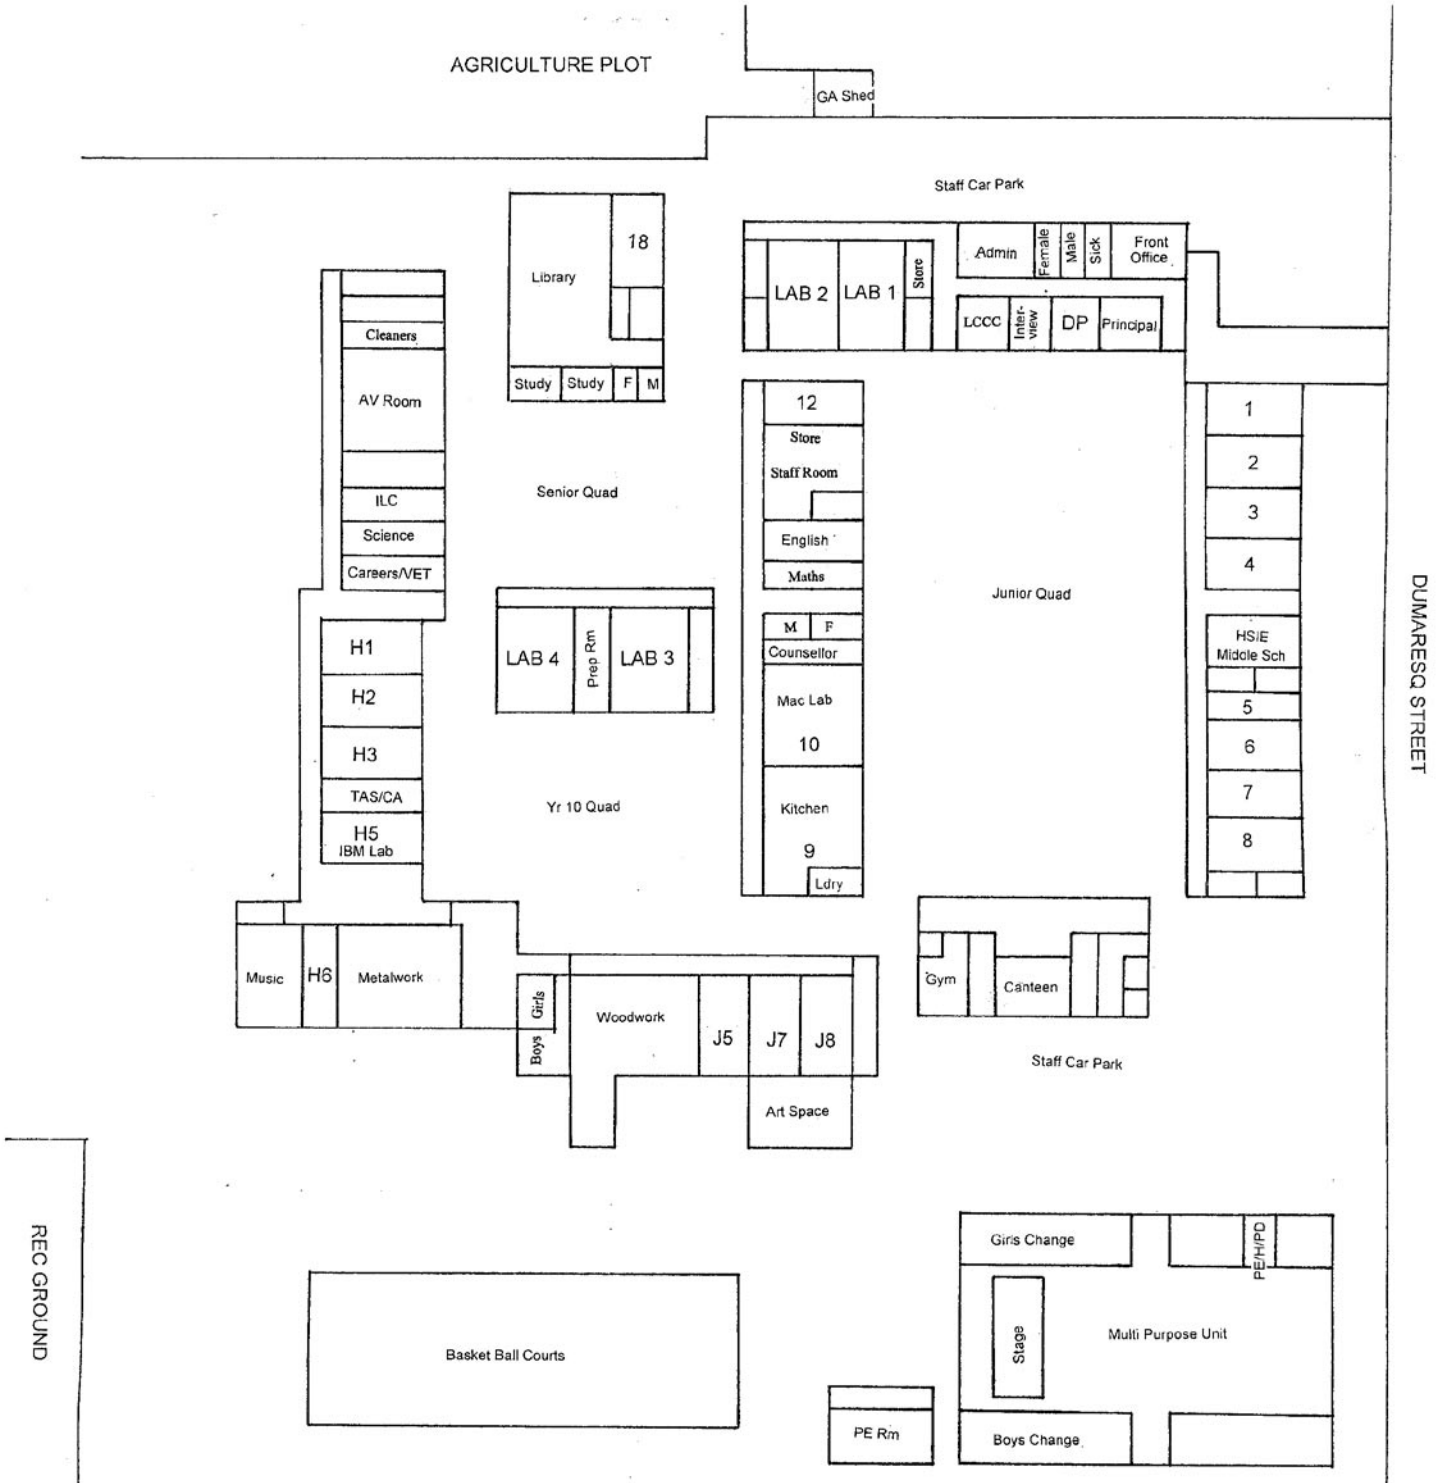 AGRICULTURE PLOT
GA Shed
Staff Car Park
Library
18
Study
Study
F
M
LAB 2
LAB 1
Store
Admin
Female
Male
Sick
Front
Office
LCCC
Inter-
view
DP
Principal
Cleaners
AV Room
ILC
Science
Careers/VET
Senior Quad
12
Store
Staff Room
English
Maths
M
F
Counsellor
Mac Lab
10
Kitchen
9
Ldry
Junior Quad
1
2
3
4
HSIE
Middle Sch
5
6
7
8
DUMARESQ STREET
H1
H2
H3
TAS/CA
H5
IBM Lab
LAB 4
Prep Rm
LAB 3
Yr 10 Quad
Music
H6
Metalwork
Girls
Boys
Woodwork
J5
J7
J8
Art Space
Gym
Canteen
Staff Car Park
REC GROUND
Basket Ball Courts
PE Rm
Girls Change
PE/H/PD
Stage
Multi Purpose Unit
Boys Change